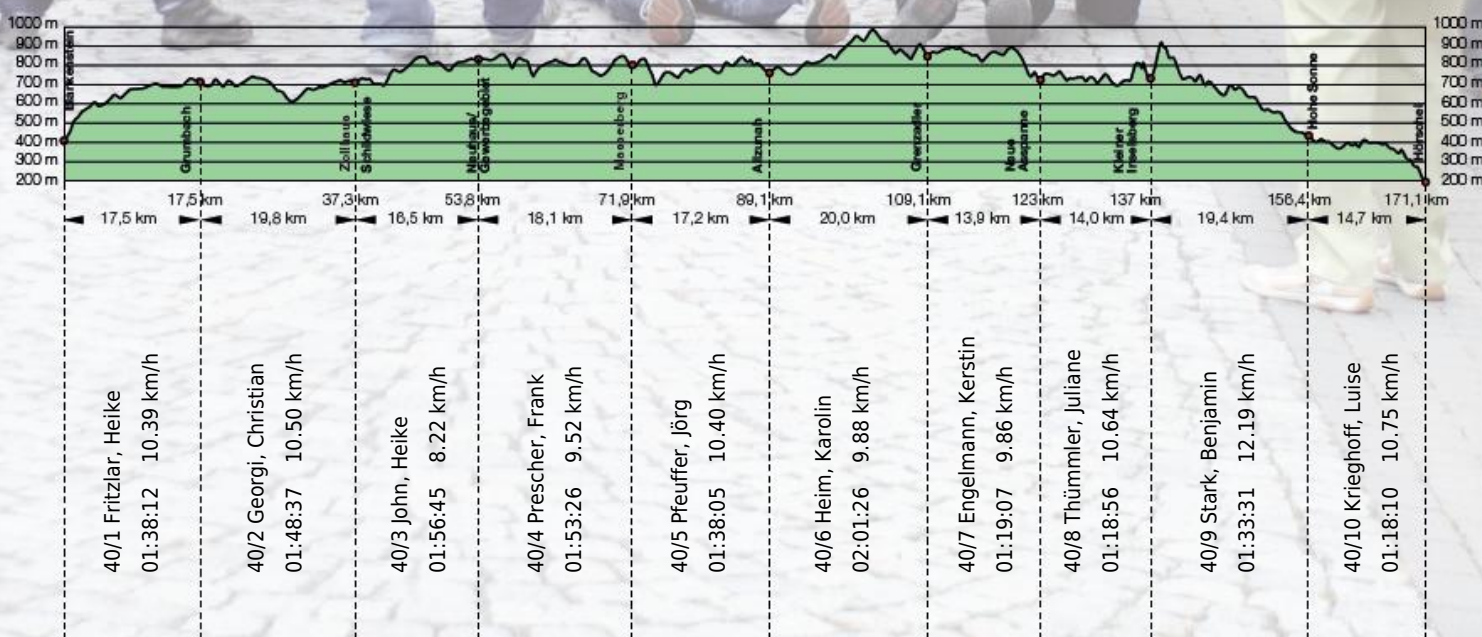 1000 m
900 m
800 m
700 m
600 m
500 m
400 m
300 m
200 m
1000 m
900 m
800 m
700 m
600 m
500 m
400 m
300 m
200 m
Blankenstein
Grumbach
Zollhaus
Schildwiese
Neuhaus/
Masserberg
Allzunah
Grenzadler
Neue
Ausspanne
Kleiner
Inselsberg
Hohe Sonne
Hörschel
17,5 km
37,3 km
53,8 km
71,9 km
89,1 km
109,1 km
123 km
137 km
156,4 km
171,1 km
17,5 km
19,8 km
16,5 km
18,1 km
17,2 km
20,0 km
13,9 km
14,0 km
19,4 km
14,7 km
40/1 Fritzlar, Heike
01:38:12 10.39 km/h
40/2 Georgi, Christian
01:48:37 10.50 km/h
40/3 John, Heike
01:56:45 8.22 km/h
40/4 Prescher, Frank
01:53:26 9.52 km/h
40/5 Pfeuffer, Jörg
01:38:05 10.40 km/h
40/6 Heim, Karolin
02:01:26 9.88 km/h
40/7 Engelmann, Kerstin
01:19:07 9.86 km/h
40/8 Thümmler, Juliane
01:18:56 10.64 km/h
40/9 Stark, Benjamin
01:33:31 12.19 km/h
40/10 Krieghoff, Luise
01:18:10 10.75 km/h